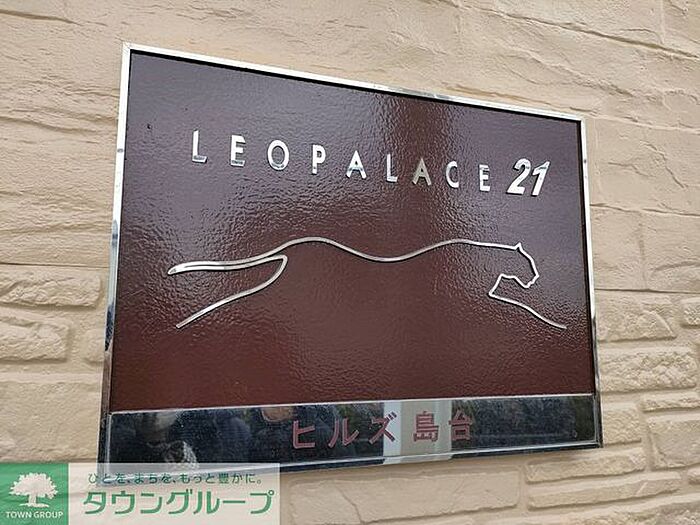 LEOPALACE 21
ヒルズ 島台
ひとを、まちを、もっと豊かに。
タウングループ
TOWN GROUP